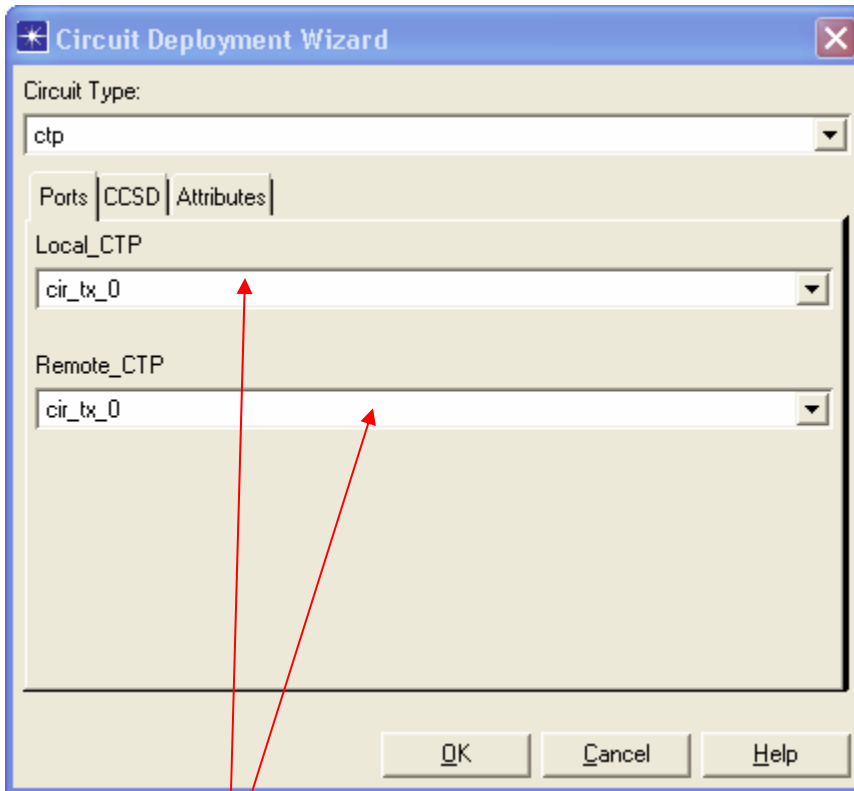 Circuit Deployment Wizard
Circuit Type:
ctp
Ports CCSD Attributes
Local_CTP
cir_tx_0
Remote_CTP
cir_tx_0
OK Cancel Help